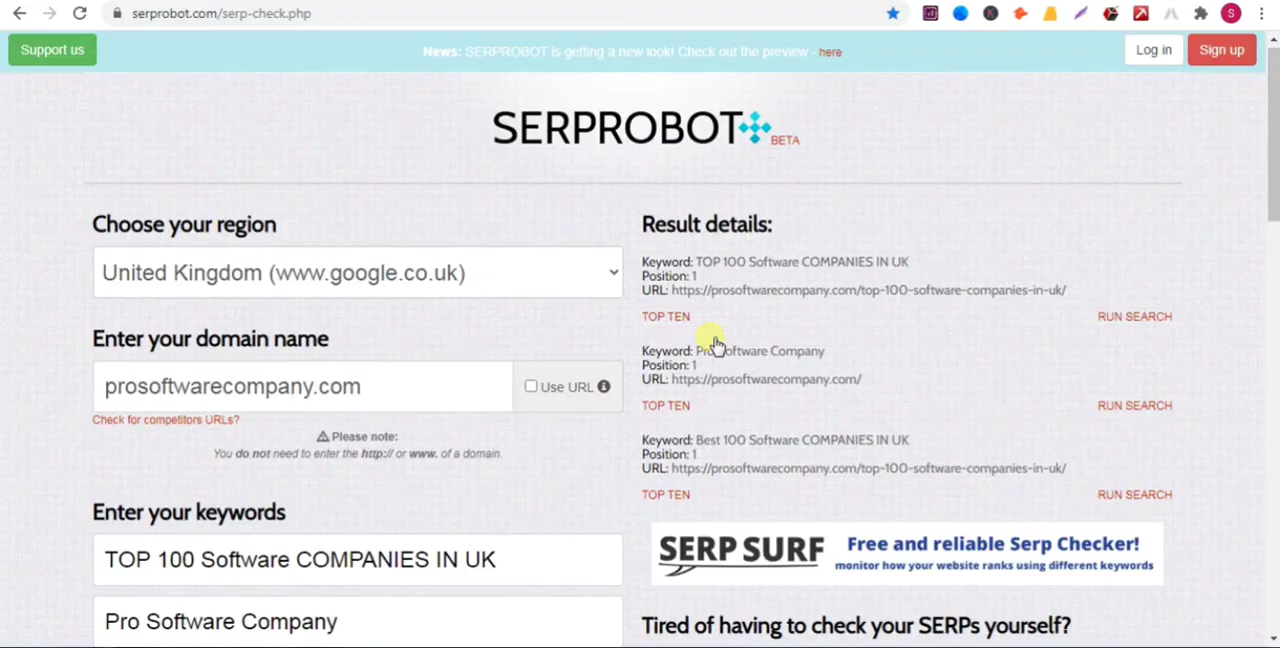 serprobot.com/serp-check.php
S
Support us
News: SERPROBOT is getting a new look! Check out the preview - here
Log in
Sign up
SERPROBOT BETA
Choose your region
United Kingdom (www.google.co.uk)
Enter your domain name
prosoftwarecompany.com
Use URL
Check for competitors URLs?
Please note:
You do not need to enter the http:// or www. of a domain.
Enter your keywords
TOP 100 Software COMPANIES IN UK
Pro Software Company
Result details:
Keyword: TOP 100 Software COMPANIES IN UK
Position: 1
URL: https://prosoftwarecompany.com/top-100-software-companies-in-uk/
TOP TEN
RUN SEARCH
Keyword: Pro Software Company
Position: 1
URL: https://prosoftwarecompany.com/
TOP TEN
RUN SEARCH
Keyword: Best 100 Software COMPANIES IN UK
Position: 1
URL: https://prosoftwarecompany.com/top-100-software-companies-in-uk/
TOP TEN
RUN SEARCH
SERP SURF
Free and reliable Serp Checker!
monitor how your website ranks using different keywords
Tired of having to check your SERPs yourself?